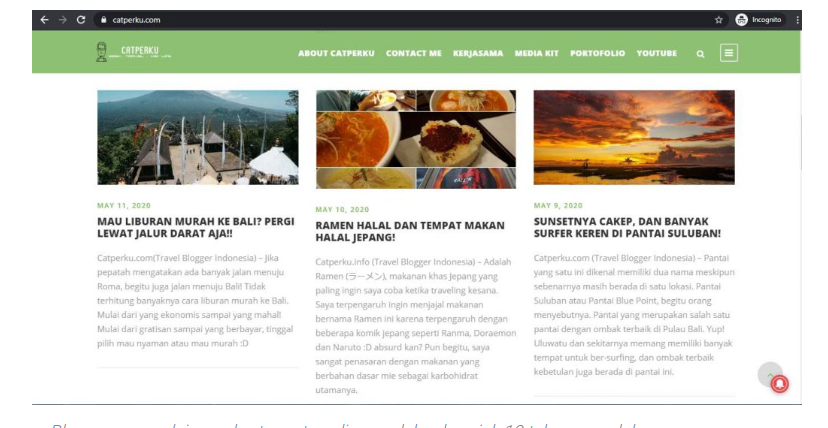 catperku.com
Incognito
CATPERKU
ABOUT CATPERKU CONTACT ME KERJASAMA MEDIA KIT PORTOFOLIO YOUTUBE
MAY 11, 2020
MAU LIBURAN MURAH KE BALI? PERGI
LEWAT JALUR DARAT AJA!!
Catperku.com(Travel Blogger Indonesia) – Jika
pepatah mengatakan ada banyak jalan menuju
Roma, begitu juga jalan menuju Bali! Tidak
terhitung banyaknya cara liburan murah ke Bali.
Mulai dari yang ekonomis sampai yang mahal!
Mulai dari gratisan sampai yang berbayar, tinggal
pilih mau nyaman atau mau murah :D
MAY 10, 2020
RAMEN HALAL DAN TEMPAT MAKAN
HALAL JEPANG!
Catperku.info (Travel Blogger Indonesia) – Adalah
Ramen (ラーメン), makanan khas Jepang yang
paling ingin saya coba ketika traveling kesana.
Saya terpengaruh ingin menjajal makanan
bernama Ramen ini karena terpengaruh dengan
beberapa komik jepang seperti Ranma, Doraemon
dan Naruto :D absurd kan? Pun begitu, saya
sangat penasaran dengan makanan yang
berbahan dasar mie sebagai karbohidrat
utamanya.
MAY 9, 2020
SUNSETNYA CAKEP, DAN BANYAK
SURFER KEREN DI PANTAI SULUBAN!
Catperku.com (Travel Blogger indonesia) – Pantai
yang satu ini dikenal memiliki dua nama meskipun
sebenarnya masih berada di satu lokasi. Pantai
Suluban atau Pantai Blue Point, begitu orang
menyebutnya. Pantai yang merupakan salah satu
pantai dengan ombak terbaik di Pulau Bali. Yup!
Uluwatu dan sekitarnya memang memiliki banyak
tempat untuk ber-surfing, dan ombak terbaik
kebetulan juga berada di pantai ini.